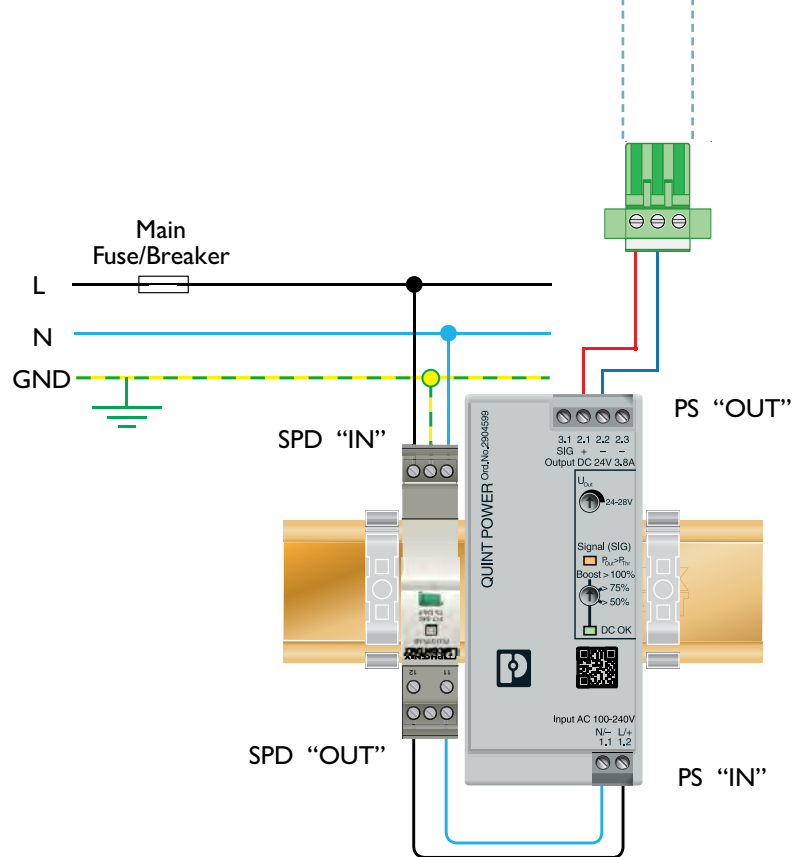 Main
Fuse/Breaker
L
N
GND
SPD “IN”
PS “OUT”
3.1 2.1 2.2 2.3
SIG + – –
Output DC 24V 3.8A
QUINT POWER Ord.No.2904599
UOut
24-28V
Signal (SIG)
POut>PThr
Boost > 100%
> 75%
> 50%
DC OK
12 11
Input AC 100-240V
N/– L/+
1.1 1.2
SPD “OUT”
PS “IN”